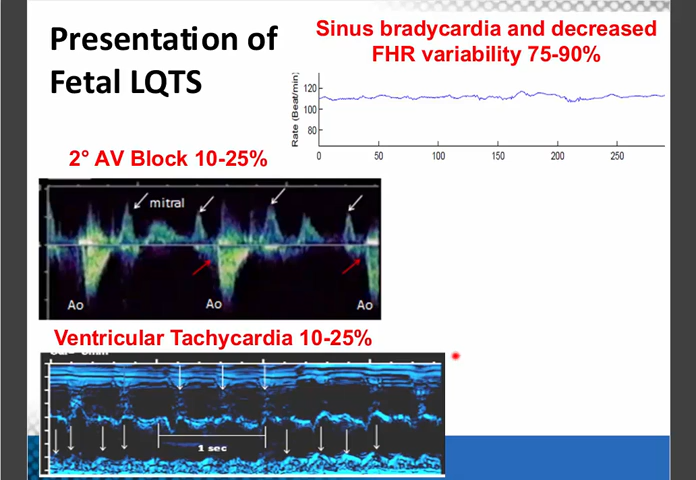 Presentation of
Fetal LQTS
Sinus bradycardia and decreased
FHR variability 75-90%
Rate (Beat/min)
120
100
80
0
50
100
150
200
250
2° AV Block 10-25%
mitral
Ao
Ao
Ao
Ventricular Tachycardia 10-25%
1 sec